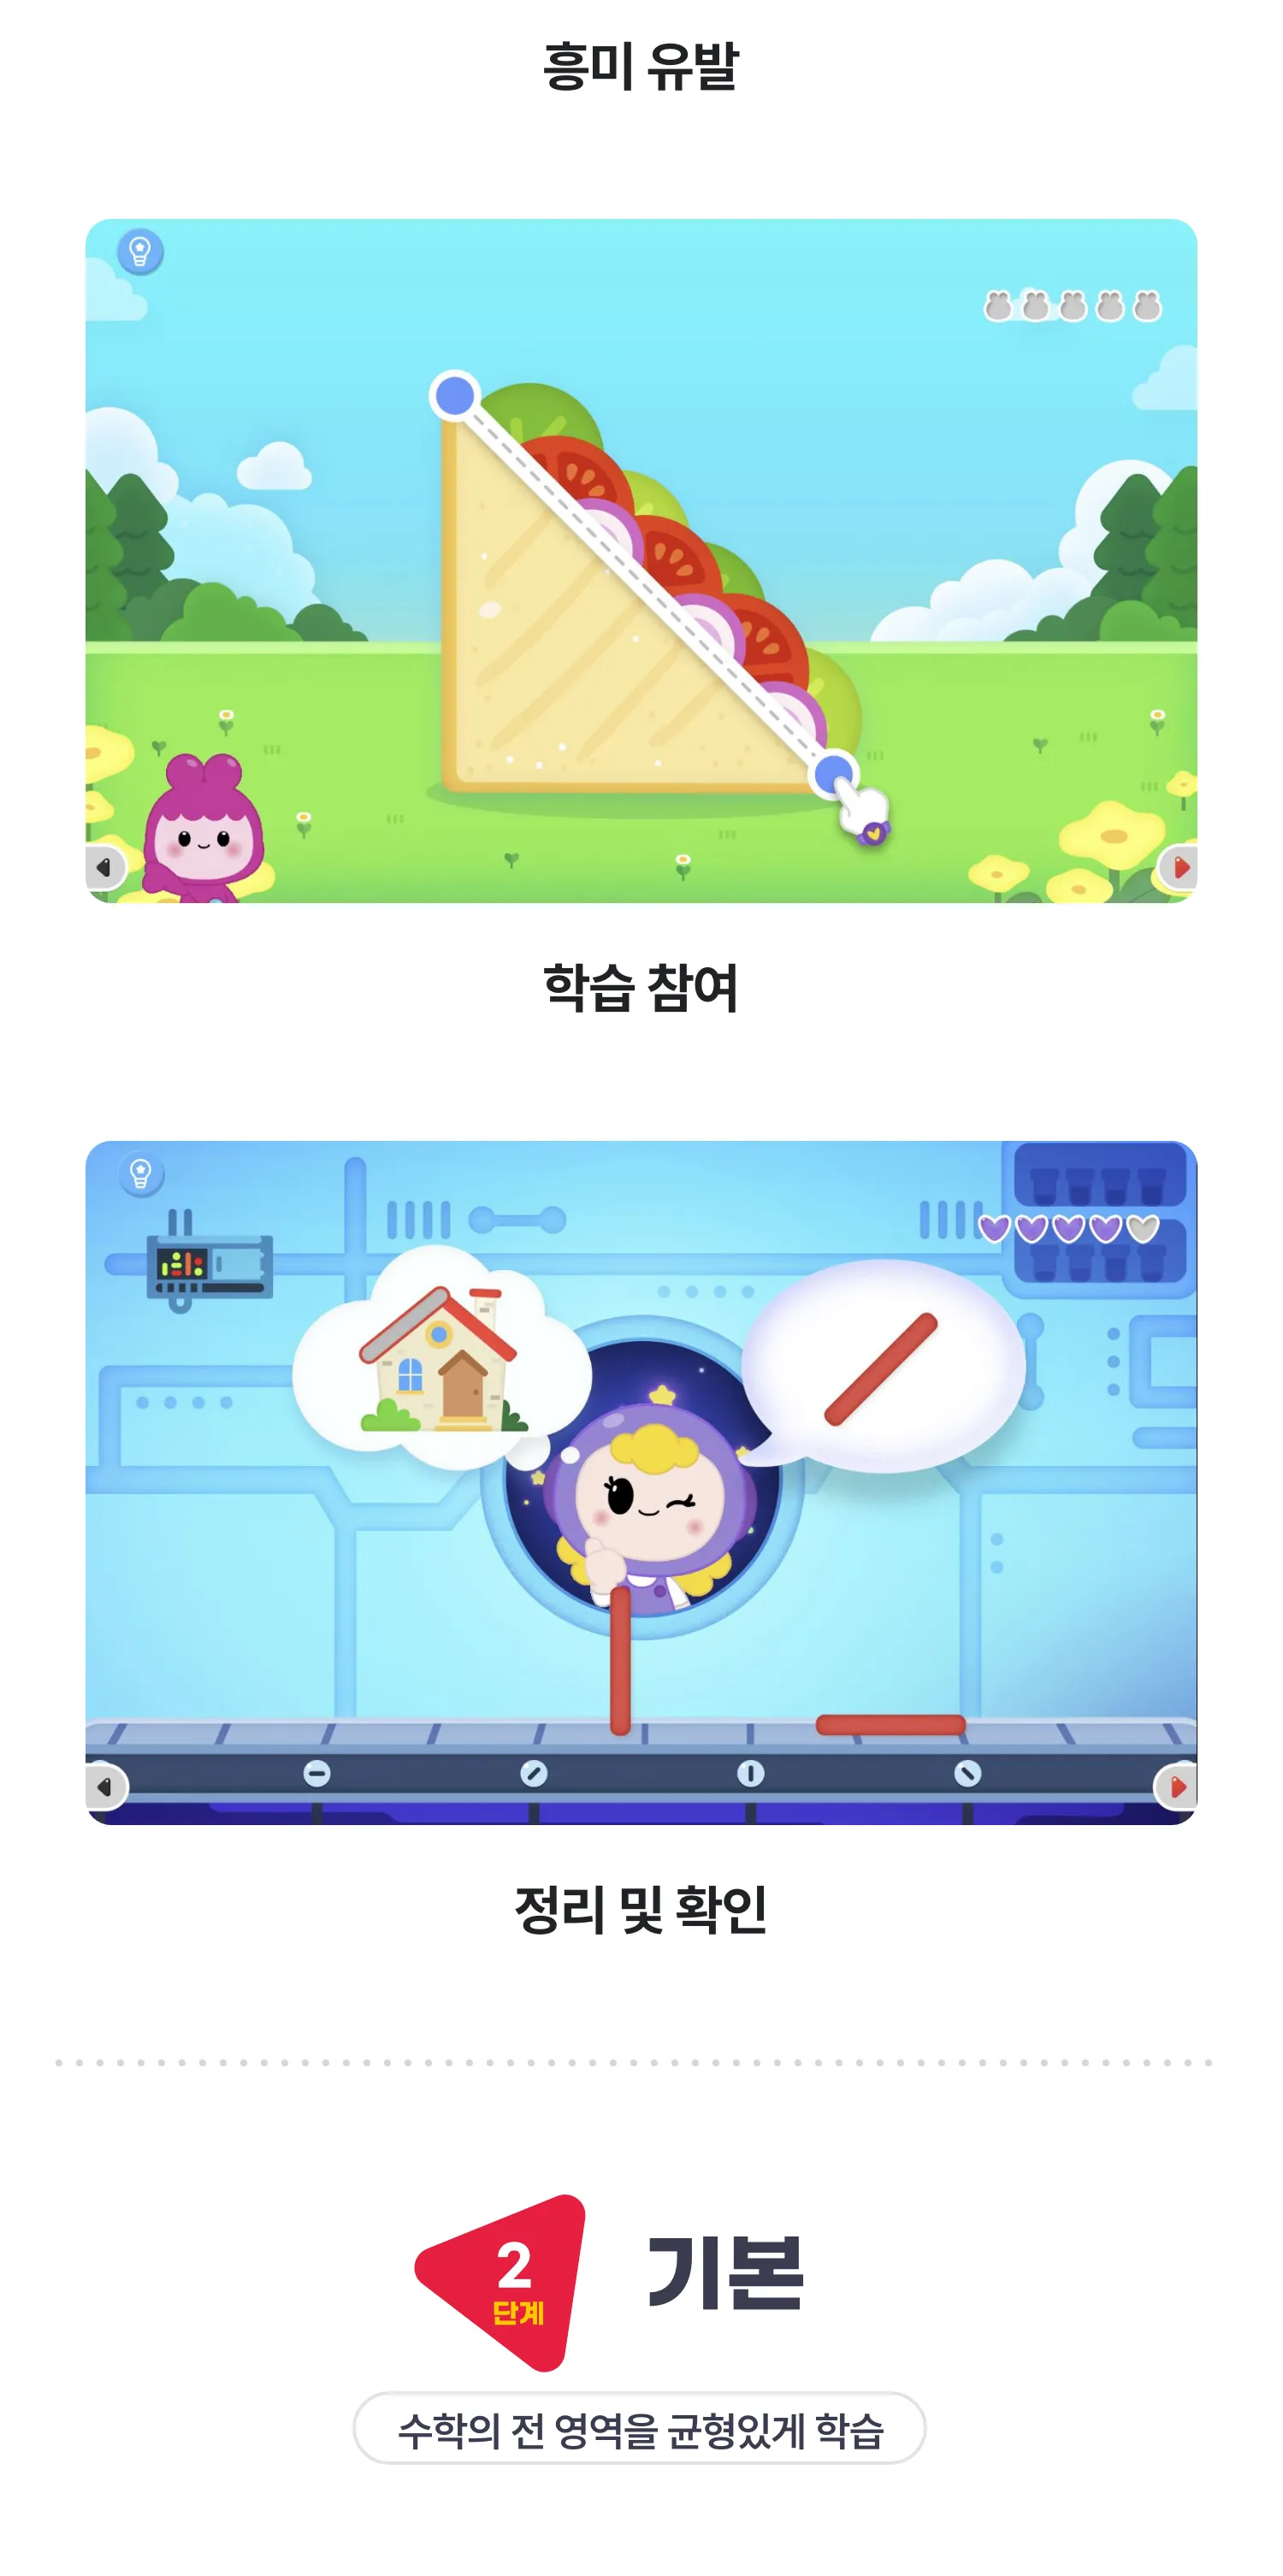 흥미 유발
학습 참여
정리 및 확인
2
단계
기본
수학의 전 영역을 균형있게 학습